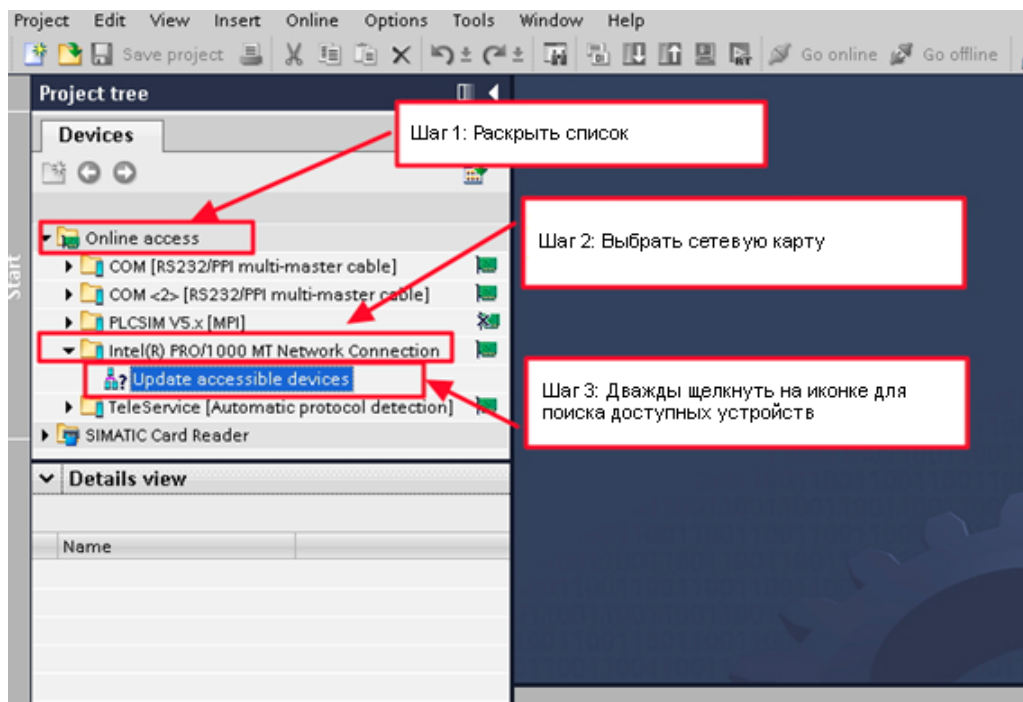 Project Edit View Insert Online Options Tools Window Help
Save project Go online Go offline
Project tree
Devices
Шаг 1: Раскрыть список
Start
Online access
COM [RS232/PPI multi-master cable]
COM <2> [RS232/PPI multi-master cable]
PLCSIM V5.x [MPI]
Intel(R) PRO/1000 MT Network Connection
Update accessible devices
TeleService [Automatic protocol detection]
SIMATIC Card Reader
Шаг 2: Выбрать сетевую карту
Шаг 3: Дважды щелкнуть на иконке для
поиска доступных устройств
Details view
Name